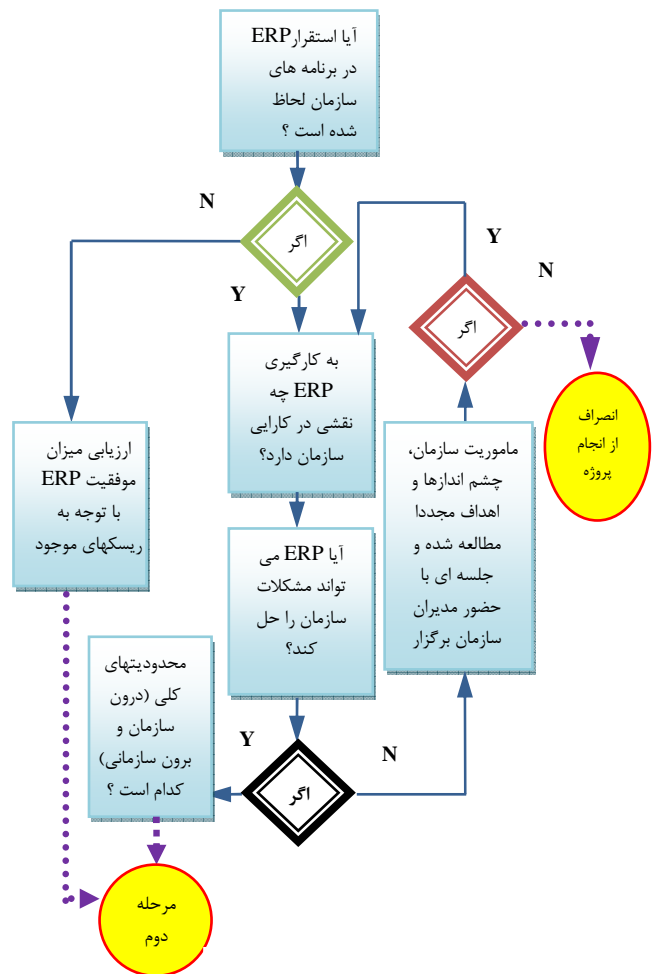 آیا استقرار ERP
در برنامه های
سازمان لحاظ
شده است ؟
N
اگر
Y
Y
N
اگر
به کارگیری
ERP چه
نقشی در کارایی
سازمان دارد؟
انصراف
از انجام
پروژه
ارزیابی میزان
موفقیت ERP
با توجه به
ریسکهای موجود
ماموریت سازمان،
چشم اندازها و
اهداف مجددا
مطالعه شده و
جلسه ای با
حضور مدیران
سازمان برگزار
آیا ERP می
تواند مشکلات
سازمان را حل
کند؟
محدودیتهای
کلی (درون
سازمان و
برون سازمانی)
کدام است ؟
Y
N
اگر
مرحله
دوم